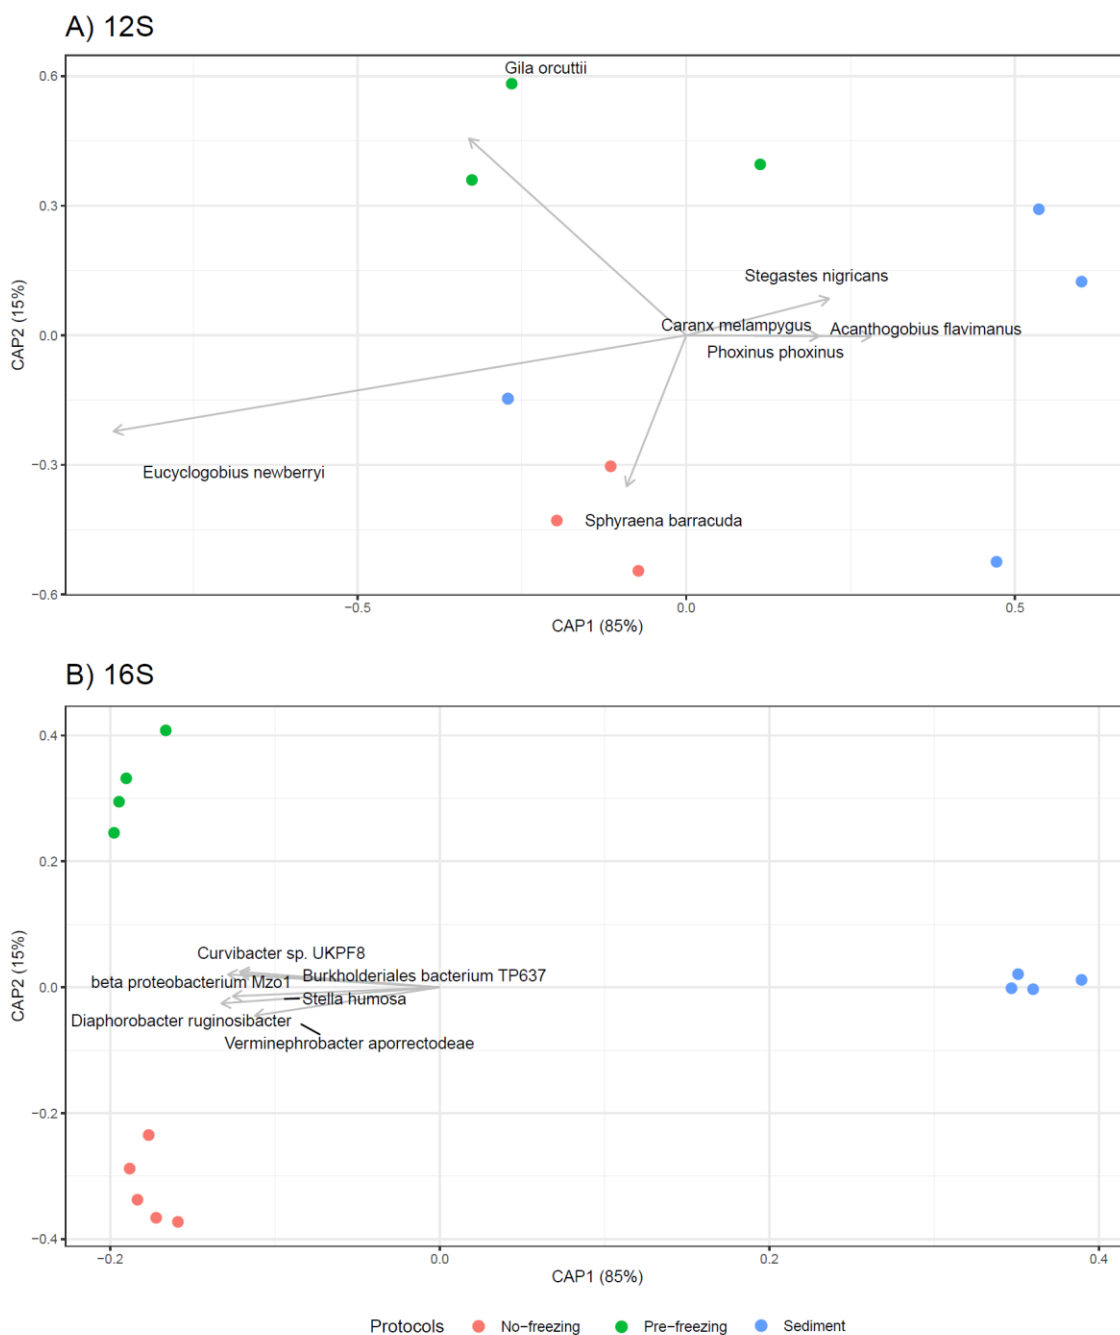 A) 12S
Gila orcuttii
0.6
0.3
Stegastes nigricans
Caranx melampygus
Acanthogobius flavimanus
0.0
Phoxinus phoxinus
CAP2 (15%)
−0.3
Eucyclogobius newberryi
Sphyraena barracuda
−0.6
−0.5 0.0 0.5
CAP1 (85%)
B) 16S
0.4
0.2
Curvibacter sp. UKPF8
Burkholderiales bacterium TP637
beta proteobacterium Mzo1
0.0
Stella humosa
CAP2 (15%)
Diaphorobacter ruginosibacter
Verminephrobacter aporrectodeae
−0.2
−0.4
−0.2 0.0 0.2 0.4
CAP1 (85%)
Protocols No−freezing Pre−freezing Sediment